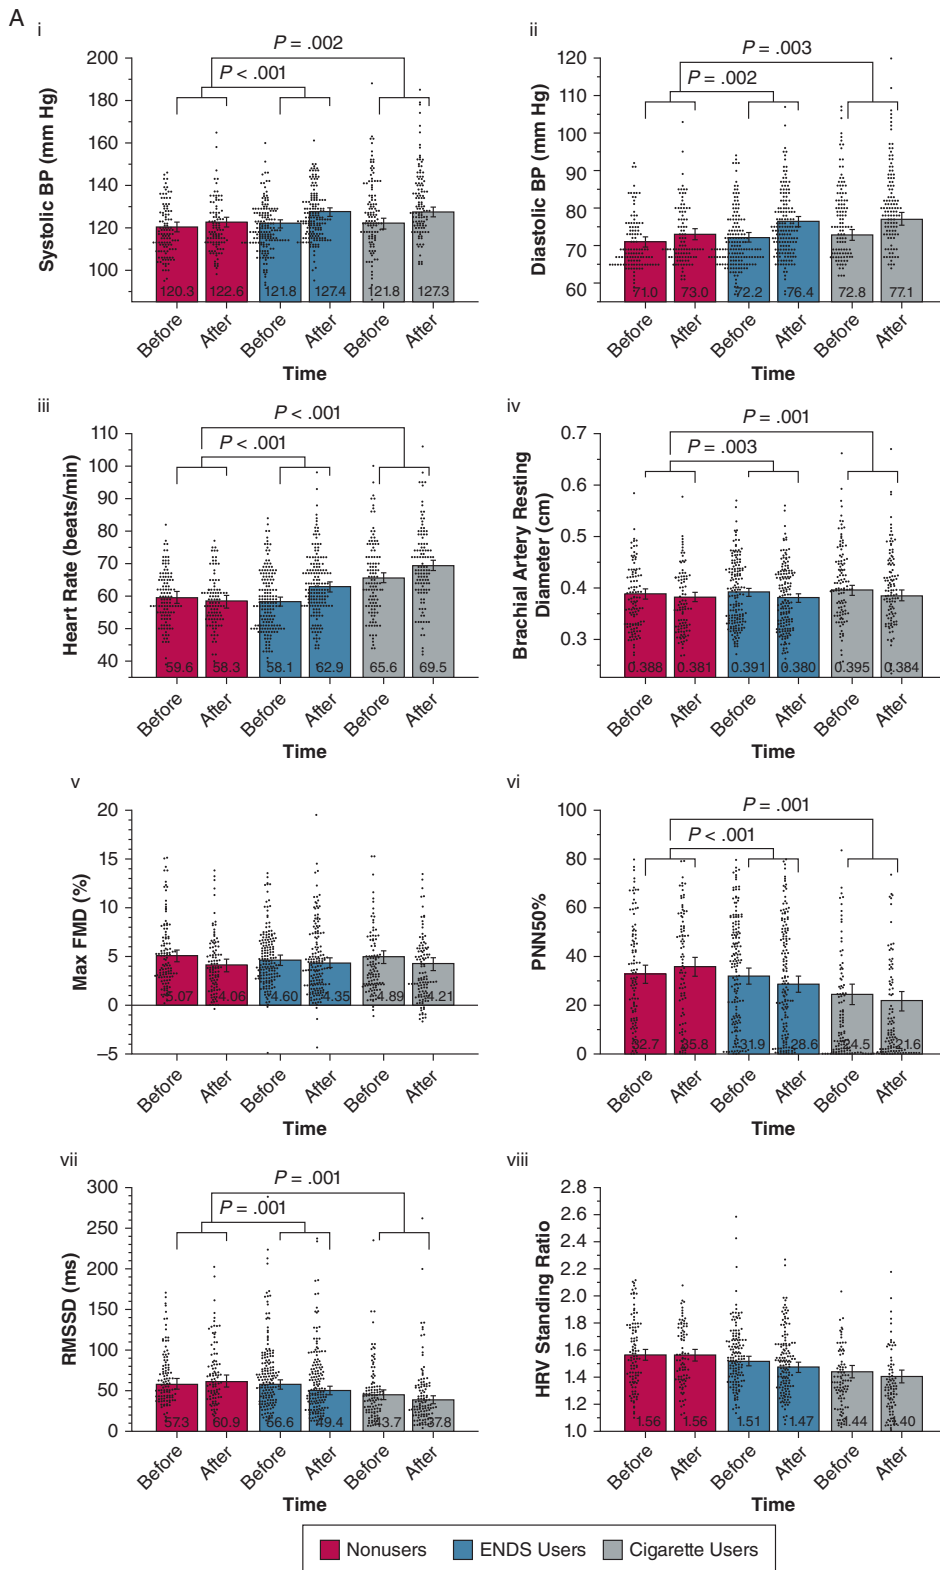 A
i
Systolic BP (mm Hg)
200
180
160
140
120
100
P = .002
P < .001
120.3
122.6
121.8
127.4
121.8
127.3
Before
After
Before
After
Before
After
Time
ii
Diastolic BP (mm Hg)
120
110
100
90
80
70
60
P = .003
P = .002
71.0
73.0
72.2
76.4
72.8
77.1
Before
After
Before
After
Before
After
Time
iii
Heart Rate (beats/min)
110
100
90
80
70
60
50
40
P < .001
P < .001
59.6
58.3
58.1
62.9
65.6
69.5
Before
After
Before
After
Before
After
Time
iv
Brachial Artery Resting
Diameter (cm)
0.7
0.6
0.5
0.4
0.3
P = .001
P = .003
0.388
0.381
0.391
0.380
0.395
0.384
Before
After
Before
After
Before
After
Time
v
Max FMD (%)
20
15
10
5
0
–5
5.07
4.06
4.60
4.35
4.89
4.21
Before
After
Before
After
Before
After
Time
vi
PNN50%
100
80
60
40
20
0
P = .001
P < .001
32.7
35.8
31.9
28.6
24.5
21.6
Before
After
Before
After
Before
After
Time
vii
RMSSD (ms)
300
250
200
150
100
50
0
P = .001
P = .001
57.3
60.9
56.6
49.4
43.7
37.8
Before
After
Before
After
Before
After
Time
viii
HRV Standing Ratio
2.8
2.6
2.4
2.2
2.0
1.8
1.6
1.4
1.2
1.0
1.56
1.56
1.51
1.47
1.44
1.40
Before
After
Before
After
Before
After
Time
Nonusers
ENDS Users
Cigarette Users